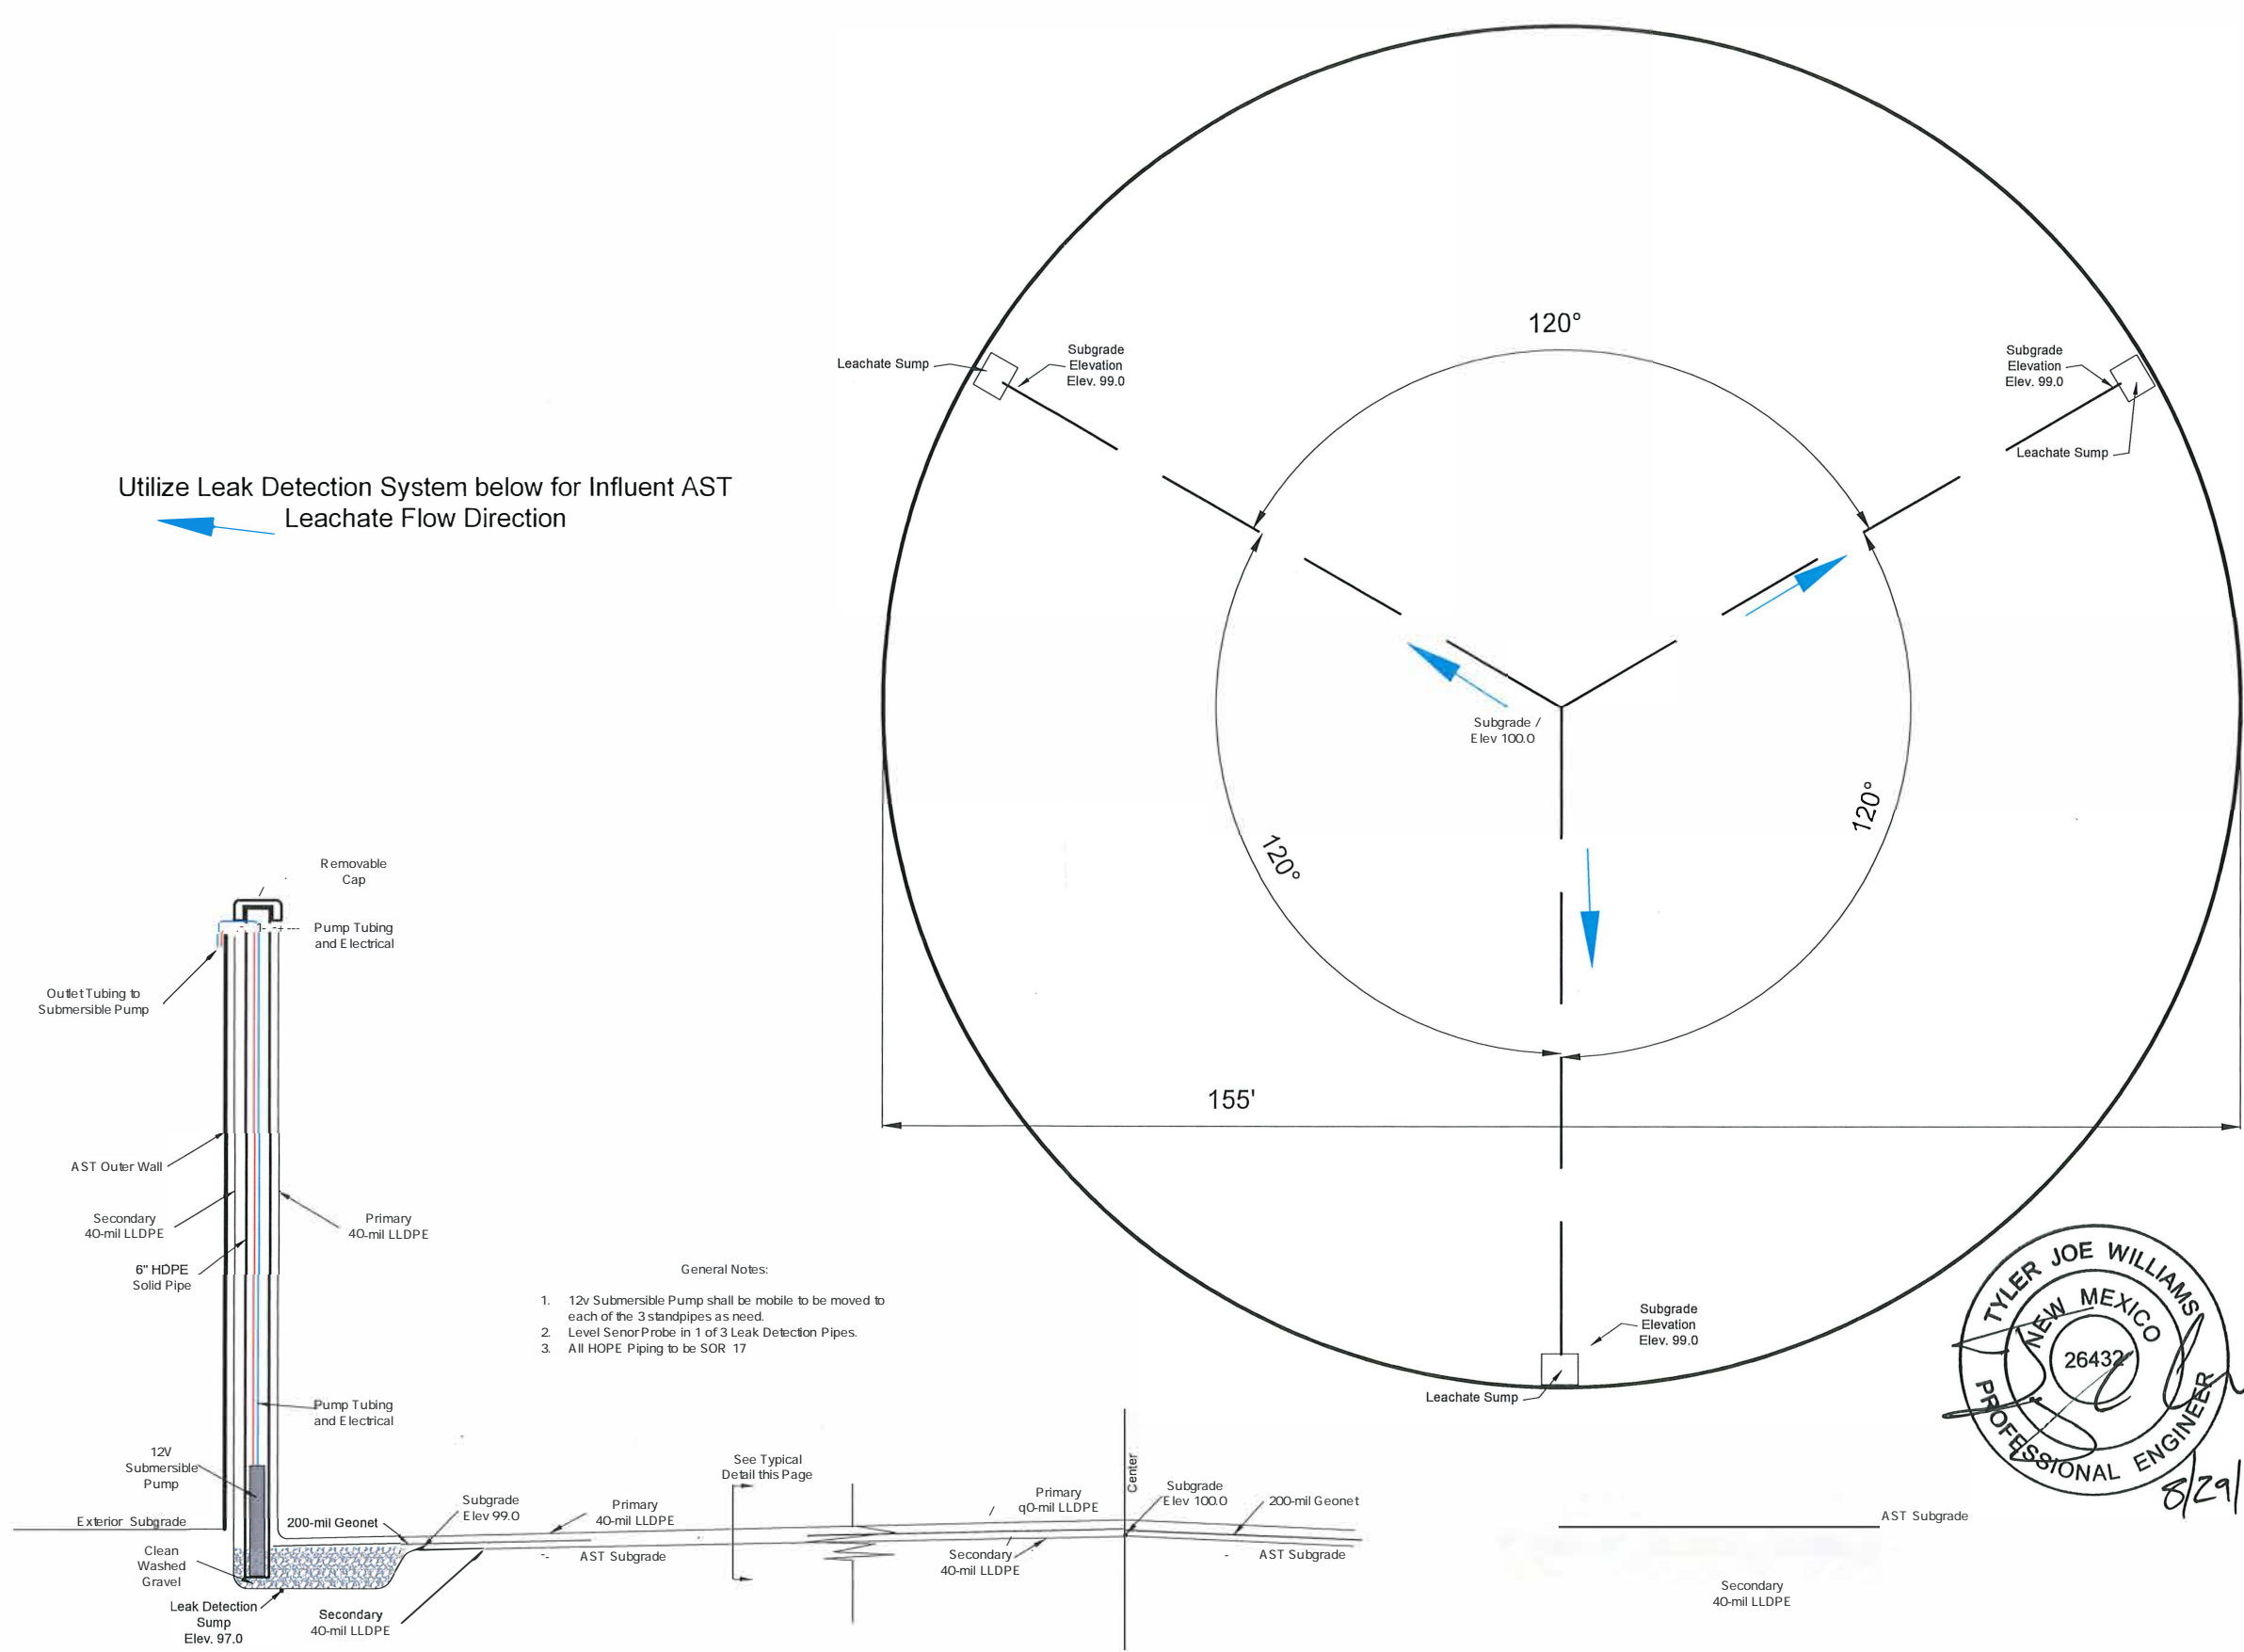 120°
Leachate Sump
Subgrade
Elevation
Elev. 99.0
Subgrade
Elevation
Elev. 99.0
Leachate Sump
Utilize Leak Detection System below for Influent AST
Leachate Flow Direction
Subgrade /
Elev 100.0
120°
120°
155'
Removable
Cap
Pump Tubing
and Electrical
Outlet Tubing to
Submersible Pump
AST Outer Wall
Secondary
40-mil LLDPE
Primary
40-mil LLDPE
6" HDPE
Solid Pipe
General Notes:
1. 12v Submersible Pump shall be mobile to be moved to
each of the 3 standpipes as need.
2. Level Senor Probe in 1 of 3 Leak Detection Pipes.
3. All HOPE Piping to be SOR 17
Subgrade
Elevation
Elev. 99.0
Leachate Sump
TYLER JOE WILLIAMS
NEW MEXICO
26432
PROFESSIONAL ENGINEER
8/29/
Pump Tubing
and Electrical
12V
Submersible
Pump
Exterior Subgrade
Clean
Washed
Gravel
Leak Detection
Sump
Elev. 97.0
200-mil Geonet
Subgrade
Elev 99.0
Primary
40-mil LLDPE
AST Subgrade
Secondary
40-mil LLDPE
See Typical
Detail this Page
Primary
q0-mil LLDPE
Center
Subgrade
Elev 100.0
200-mil Geonet
Secondary
40-mil LLDPE
AST Subgrade
AST Subgrade
Secondary
40-mil LLDPE